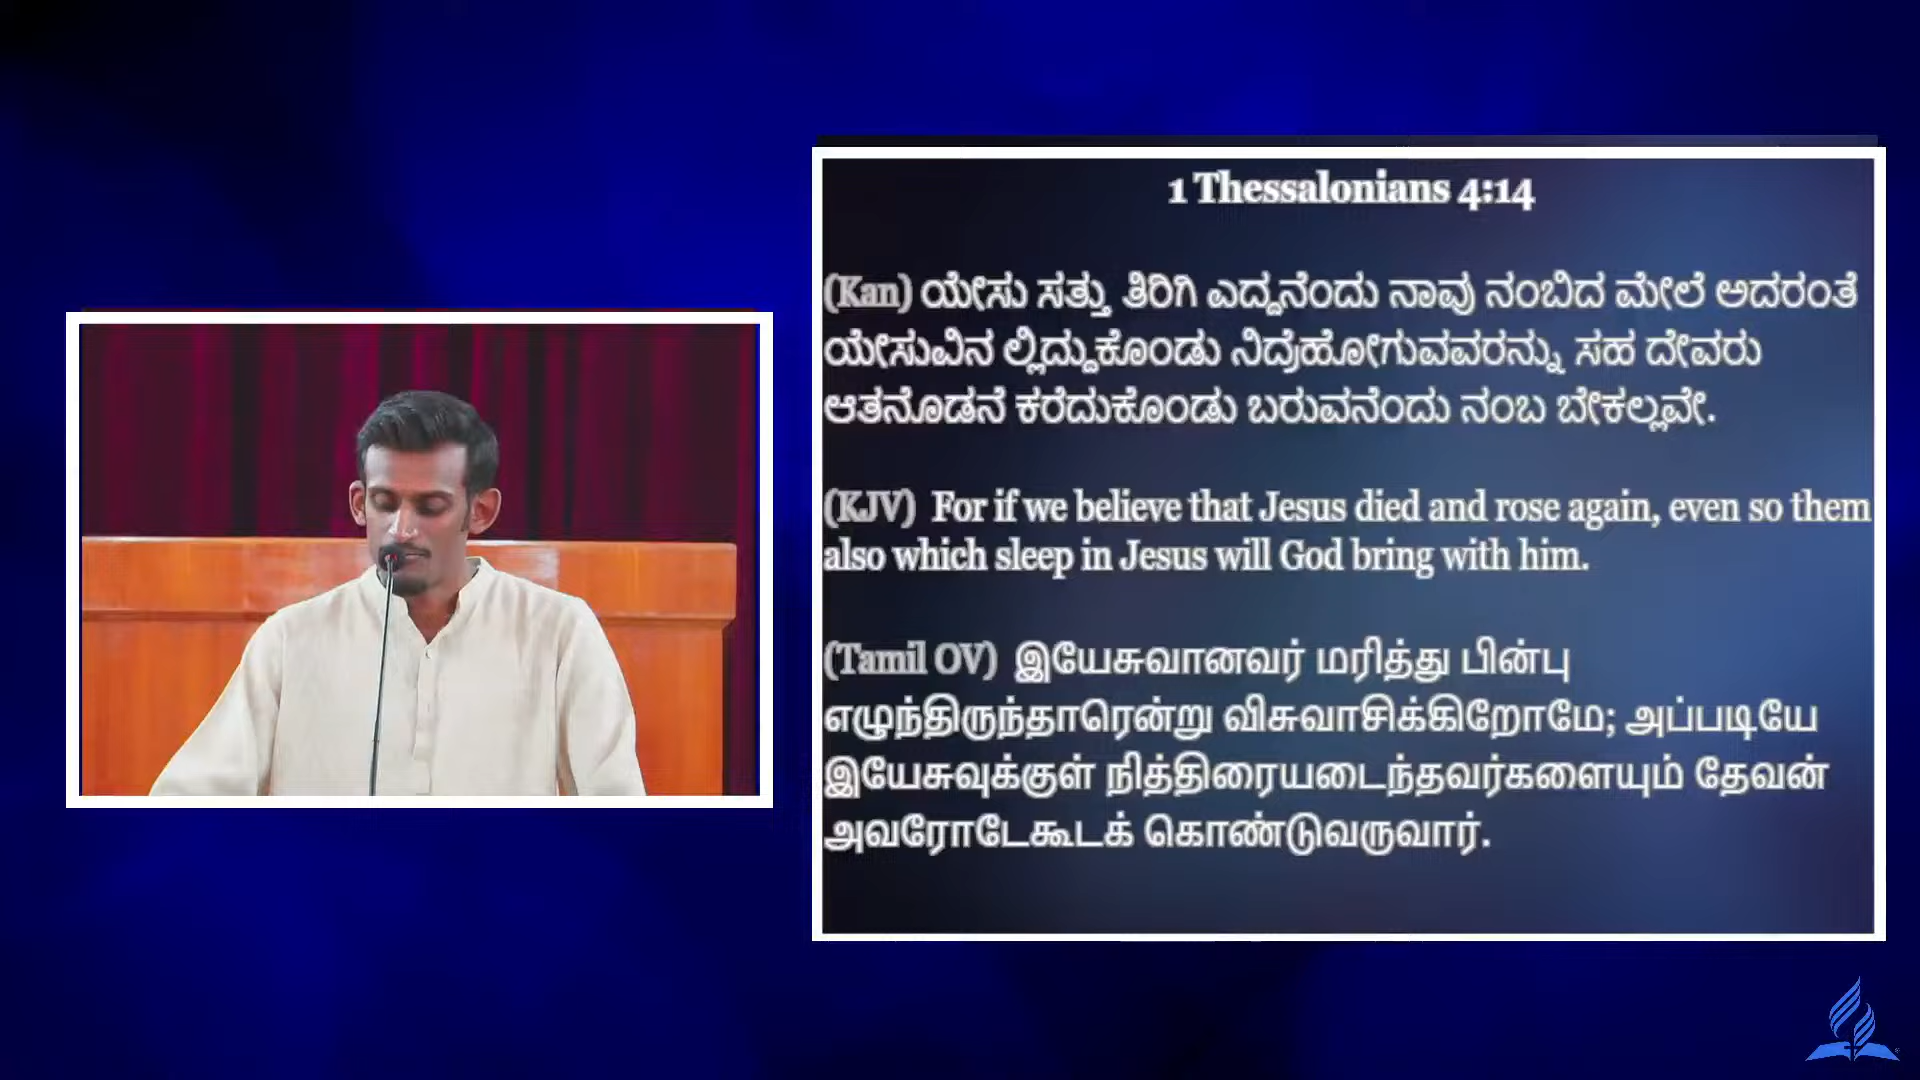 1 Thessalonians 4:14
(Kan) ಯೇಸು ಸತ್ತು ತಿರಿಗಿ ಎದ್ದನೆಂದು ನಾವು ನಂಬಿದ ಮೇಲೆ ಅದರಂತೆ
ಯೇಸುವಿನ ಲ್ಲಿದ್ದುಕೊಂಡು ನಿದ್ರೆಹೋಗುವವರನ್ನು ಸಹ ದೇವರು
ಆತನೊಡನೆ ಕರೆದುಕೊಂಡು ಬರುವನೆಂದು ನಂಬ ಬೇಕಲ್ಲವೇ.
(KJV) For if we believe that Jesus died and rose again, even so them
also which sleep in Jesus will God bring with him.
(Tamil OV) இயேசுவானவர் மரித்து பின்பு
எழுந்திருந்தாரென்று விசுவாசிக்கிறோமே; அப்படியே
இயேசுவுக்குள் நித்திரையடைந்தவர்களையும் தேவன்
அவரோடேகூடக் கொண்டுவருவார்.